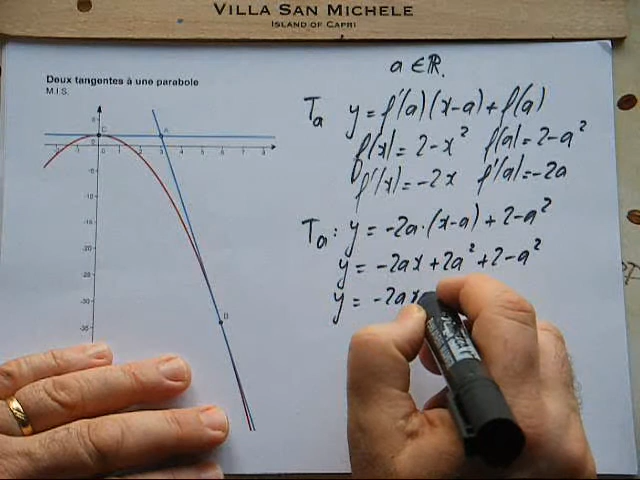 VILLA SAN MICHELE
ISLAND OF CAPRI
Deux tangentes à une parabole
M.I.S.
a ∈ ℝ.
Ta y = f'(a)(x-a) + f(a)
f(x) = 2 - x² f(a) = 2 - a²
f'(x) = -2x f'(a) = -2a
Ta : y = -2a·(x-a) + 2 - a²
y = -2ax + 2a² + 2 - a²
y = -2ax